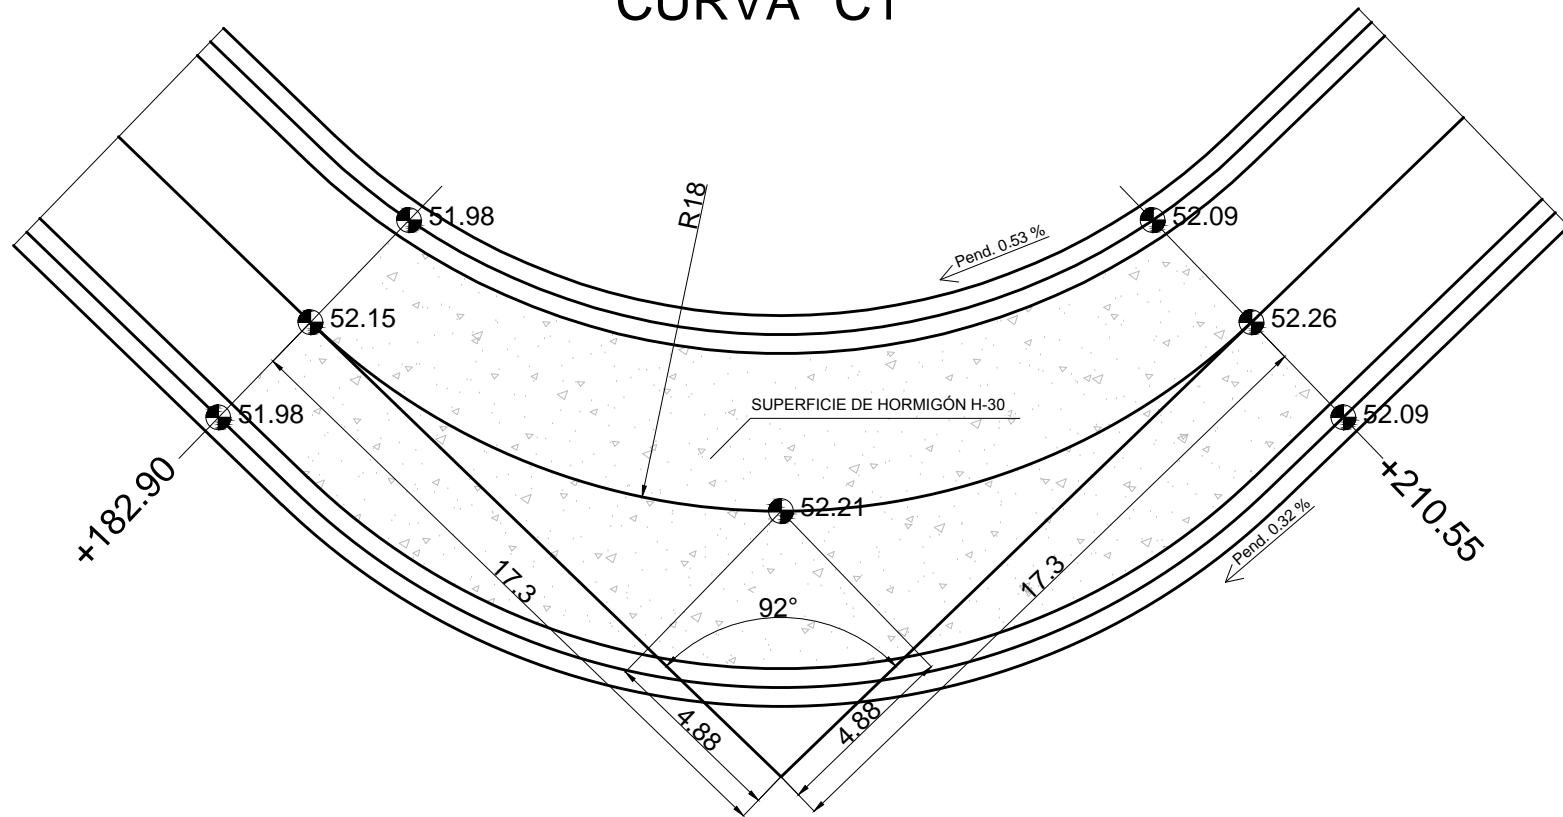 CURVA C1
51.98
52.09
R18
Pend. 0.53 %
52.15
52.26
SUPERFICIE DE HORMIGÓN H-30
51.98
52.09
+182.90
+210.55
52.21
Pend. 0.32 %
17.3
17.3
92°
4.88
4.88